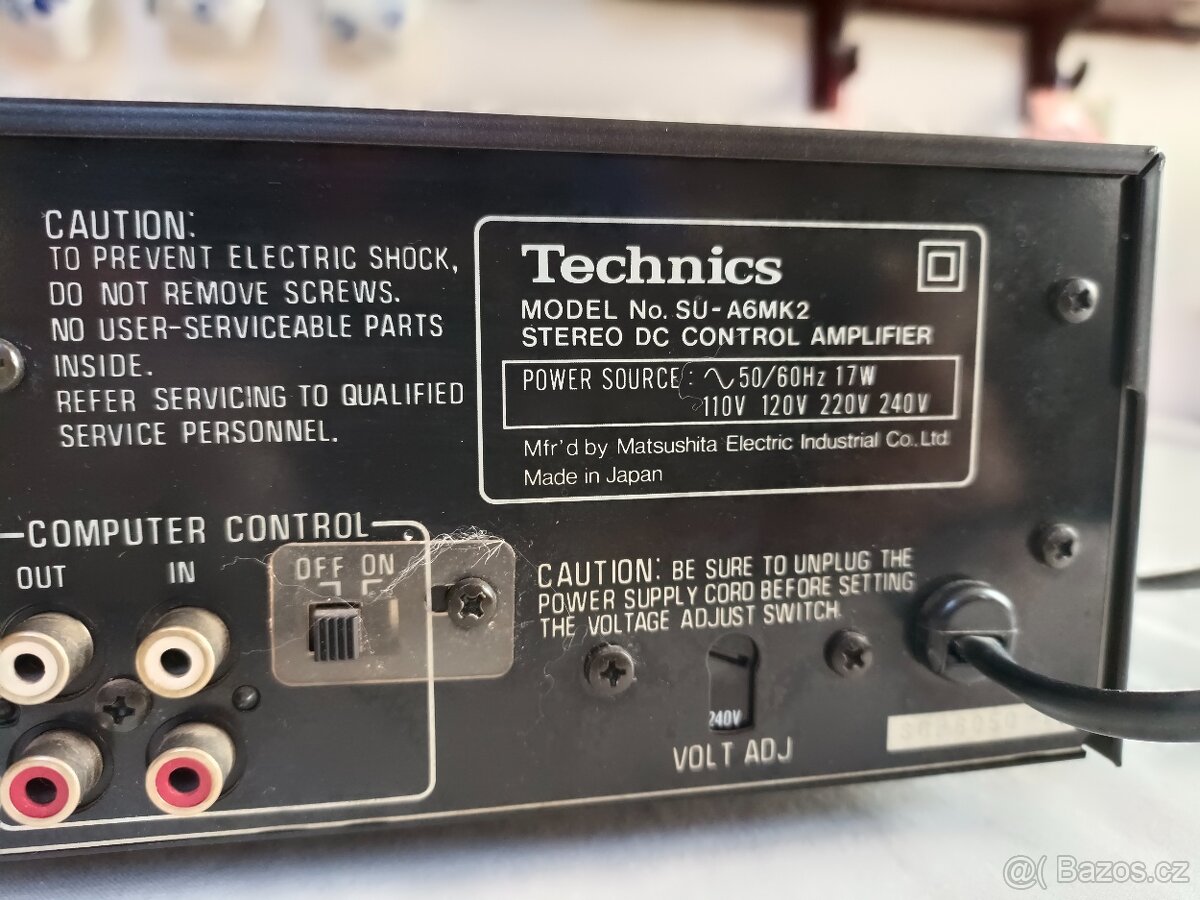 CAUTION:
TO PREVENT ELECTRIC SHOCK,
DO NOT REMOVE SCREWS.
NO USER-SERVICEABLE PARTS
INSIDE.
REFER SERVICING TO QUALIFIED
SERVICE PERSONNEL.
Technics
MODEL No. SU-A6MK2
STEREO DC CONTROL AMPLIFIER
POWER SOURCE: ∿50/60Hz 17W
110V 120V 220V 240V
Mfr'd by Matsushita Electric Industrial Co., Ltd.
Made in Japan
COMPUTER CONTROL
OUT IN OFF ON
CAUTION: BE SURE TO UNPLUG THE
POWER SUPPLY CORD BEFORE SETTING
THE VOLTAGE ADJUST SWITCH.
240V
VOLT ADJ
@( Bazos.cz